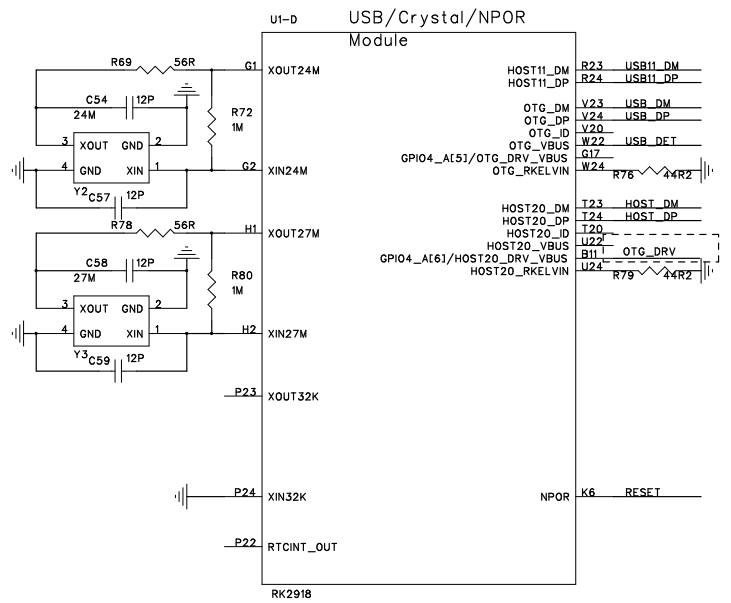 U1-D
USB/Crystal/NPOR
Module
R69 56R G1 XOUT24M
C54 12P
24M
3 XOUT GND 2
4 GND XIN 1
Y2
C57 12P
R72
1M
G2 XIN24M
R78 56R H1 XOUT27M
C58 12P
27M
3 XOUT GND 2
4 GND XIN 1
Y3
C59 12P
R80
1M
H2 XIN27M
P23 XOUT32K
P24 XIN32K
P22 RTCINT_OUT
HOST11_DM R23 USB11_DM
HOST11_DP R24 USB11_DP
OTG_DM V23 USB_DM
OTG_DP V24 USB_DP
OTG_ID V20
OTG_VBUS W22 USB_DET
GPIO4_A[5]/OTG_DRV_VBUS G17
OTG_RKELVIN W24 R76 44R2
HOST20_DM T23 HOST_DM
HOST20_DP T24 HOST_DP
HOST20_ID T20
HOST20_VBUS U22
GPIO4_A[6]/HOST20_DRV_VBUS B11 OTG_DRV
HOST20_RKELVIN U24 R79 44R2
NPOR K6 RESET
RK2918